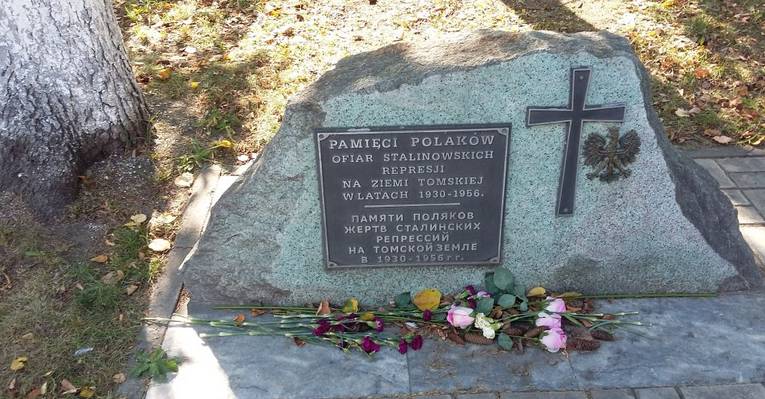 PAMIĘCI POLAKÓW
OFIAR STALINOWSKICH
REPRESJI
NA ZIEMI TOMSKIEJ
W LATACH 1930-1956.
ПАМЯТИ ПОЛЯКОВ
ЖЕРТВ СТАЛИНСКИХ
РЕПРЕССИЙ
НА ТОМСКОЙ ЗЕМЛЕ
В 1930-1956 г.г.